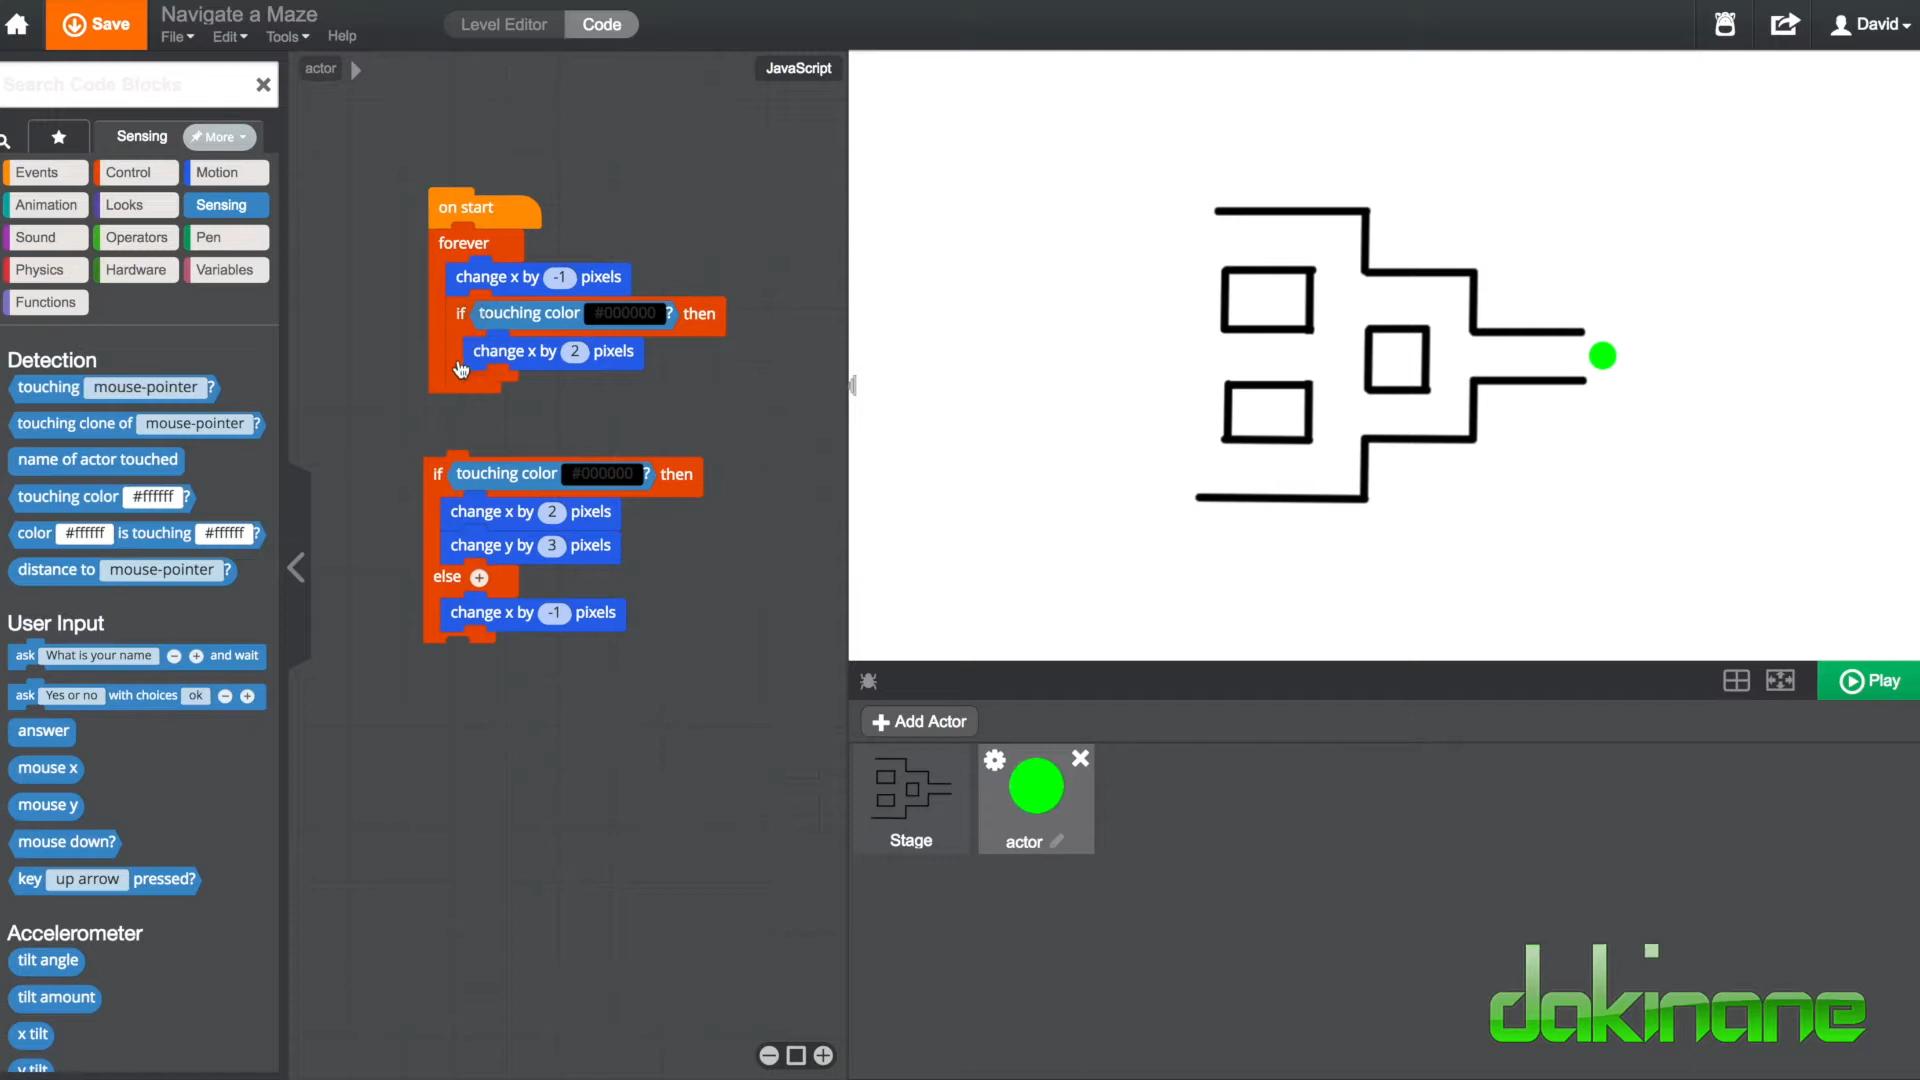 Save
Navigate a Maze
File Edit Tools Help
Level Editor Code
David
Search Code Blocks
Sensing More
Events Control Motion
Animation Looks Sensing
Sound Operators Pen
Physics Hardware Variables
Functions
Detection
touching mouse-pointer ?
touching clone of mouse-pointer ?
name of actor touched
touching color #ffffff ?
color #ffffff is touching #ffffff ?
distance to mouse-pointer ?
User Input
ask What is your name and wait
ask Yes or no with choices ok
answer
mouse x
mouse y
mouse down?
key up arrow pressed?
Accelerometer
tilt angle
tilt amount
x tilt
y tilt
actor
JavaScript
on start
forever
change x by -1 pixels
if touching color #000000 ? then
change x by 2 pixels
if touching color #000000 ? then
change x by 2 pixels
change y by 3 pixels
else
change x by -1 pixels
Play
Add Actor
Stage
actor
dakinane